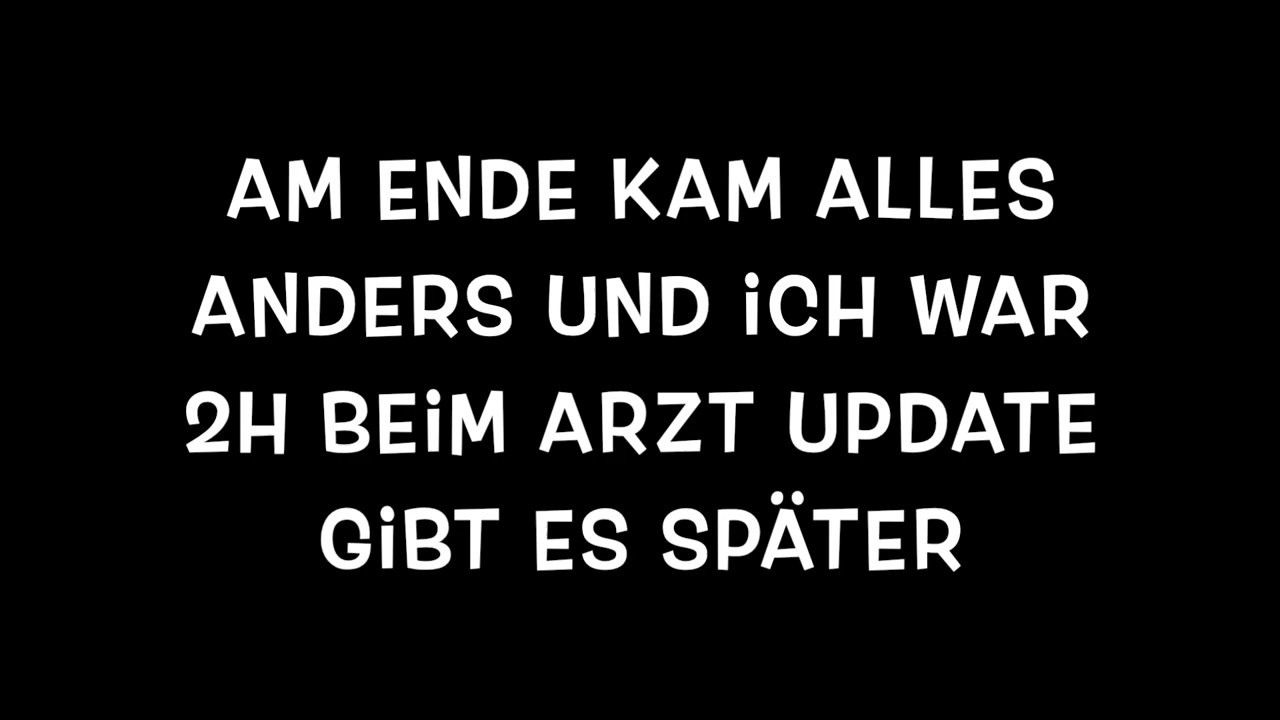 AM ENDE KAM ALLES
ANDERS UND iCH WAR
2H BEiM ARZT UPDATE
GiBT ES SPÄTER